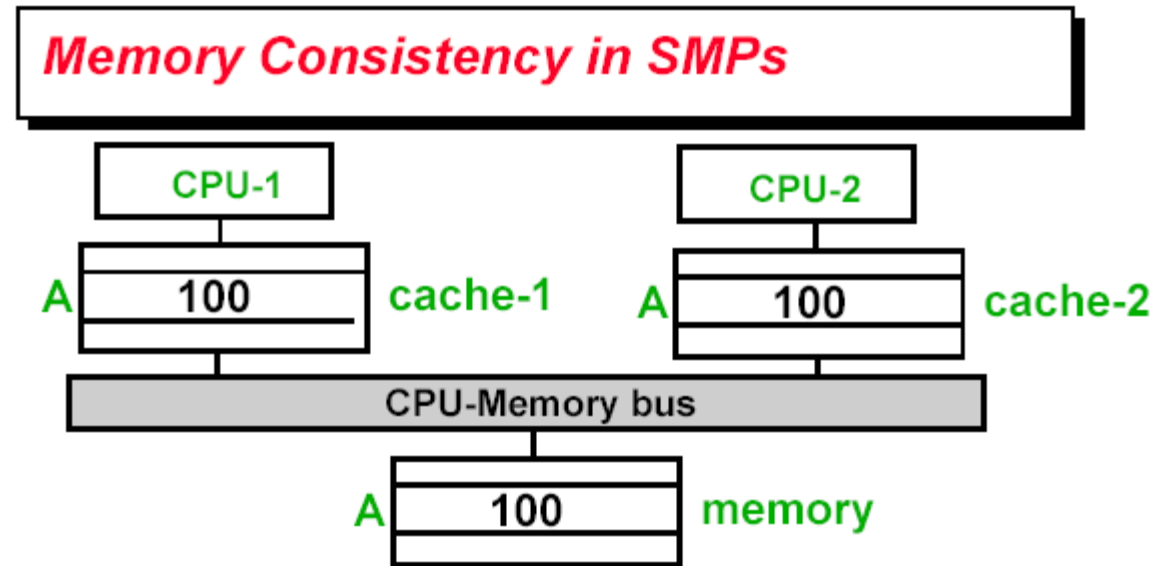 Memory Consistency in SMPs
CPU-1
CPU-2
A 100 cache-1
A 100 cache-2
CPU-Memory bus
A 100 memory